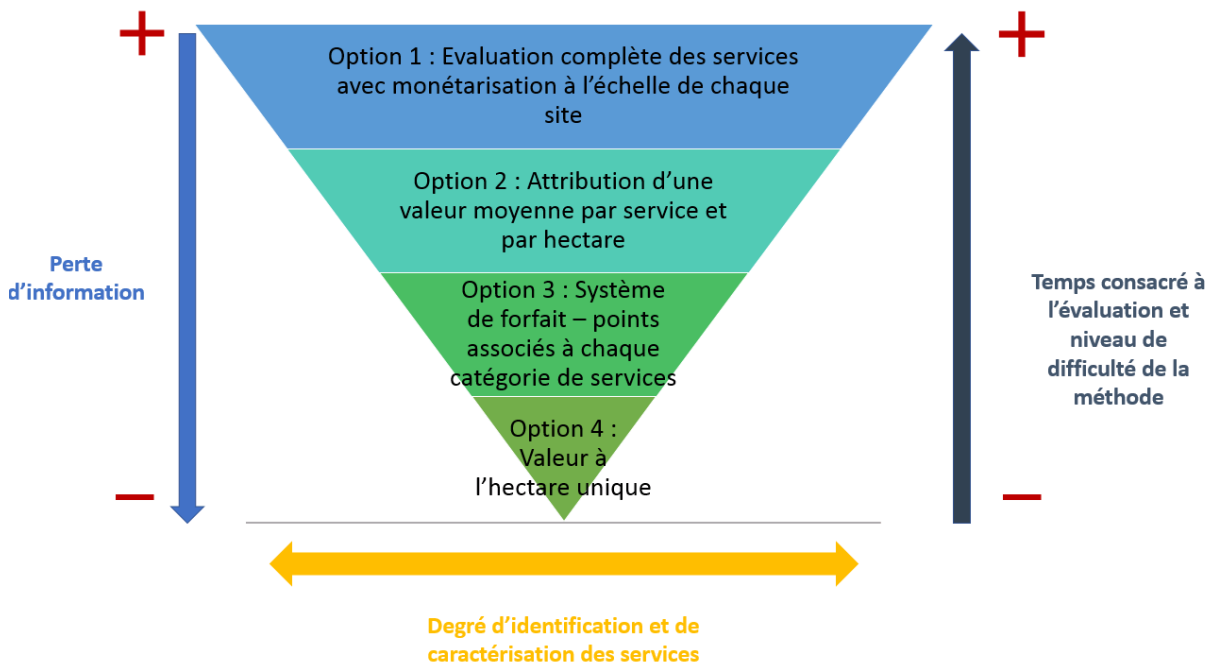 +
+
Option 1 : Evaluation complète des services
avec monétarisation à l’échelle de chaque
site
Option 2 : Attribution d’une
valeur moyenne par service et
par hectare
Perte
d’information
Option 3 : Système
de forfait – points
associés à chaque
catégorie de services
Temps consacré à
l’évaluation et
niveau de
difficulté de la
méthode
Option 4 :
Valeur à
l’hectare unique
–
–
Degré d’identification et de
caractérisation des services